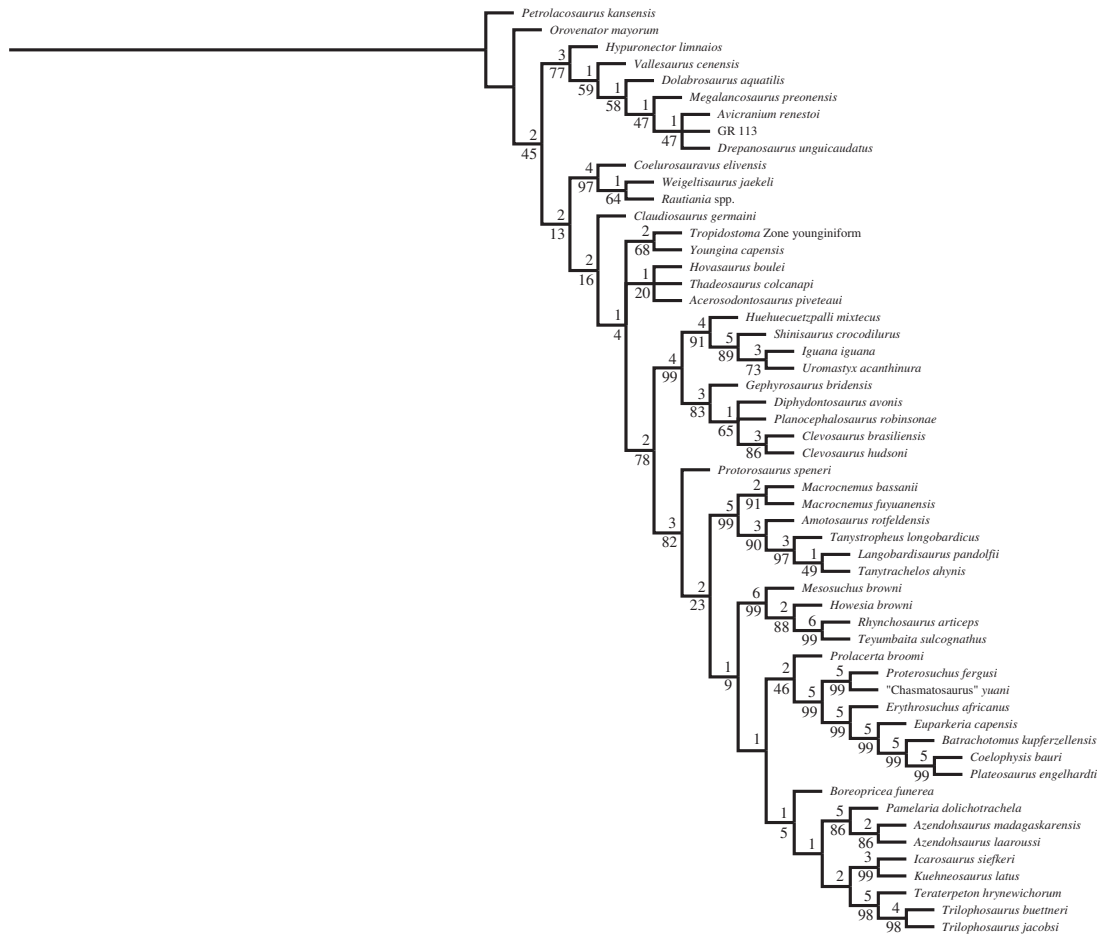 Petrolacosaurus kansensis
Orovenator mayorum
Hypuronector limnaios
3
77
Vallesaurus cenensis
1
59
Dolabrosaurus aquatilis
1
58
Megalancosaurus preonensis
1
47
Avicranium renestoi
1
GR 113
47
Drepanosaurus unguicaudatus
2
45
Coelurosauravus elivensis
4
97
Weigeltisaurus jaekeli
1
64
Rautiania spp.
2
13
Claudiosaurus germaini
Tropidostoma Zone younginiform
2
68
Youngina capensis
2
16
Hovasaurus boulei
1
Thadeosaurus colcanapi
20
Acerosodontosaurus piveteaui
1
4
Huehuecuetzpalli mixtecus
4
91
Shinisaurus crocodilurus
5
89
Iguana iguana
3
73
Uromastyx acanthinura
4
99
Gephyrosaurus bridensis
3
83
Diphydontosaurus avonis
1
Planocephalosaurus robinsonae
65
Clevosaurus brasiliensis
3
86
Clevosaurus hudsoni
2
78
Protorosaurus speneri
Macrocnemus bassanii
2
91
Macrocnemus fuyuanensis
5
99
Amotosaurus rotfeldensis
3
90
Tanystropheus longobardicus
3
97
Langobardisaurus pandolfii
1
49
Tanytrachelos ahynis
3
82
Mesosuchus browni
6
99
Howesia browni
2
88
Rhynchosaurus articeps
6
99
Teyumbaita sulcognathus
2
23
Prolacerta broomi
2
46
Proterosuchus fergusi
5
99
"Chasmatosaurus" yuani
5
99
Erythrosuchus africanus
5
99
Euparkeria capensis
5
99
Batrachotomus kupferzellensis
5
99
Coelophysis bauri
5
99
Plateosaurus engelhardti
1
9
1
Boreopricea funerea
1
5
Pamelaria dolichotrachela
5
86
Azendohsaurus madagaskarensis
2
86
Azendohsaurus laaroussi
1
Icarosaurus siefkeri
3
99
Kuehneosaurus latus
2
Teraterpeton hrynewichorum
5
98
Trilophosaurus buettneri
4
98
Trilophosaurus jacobsi